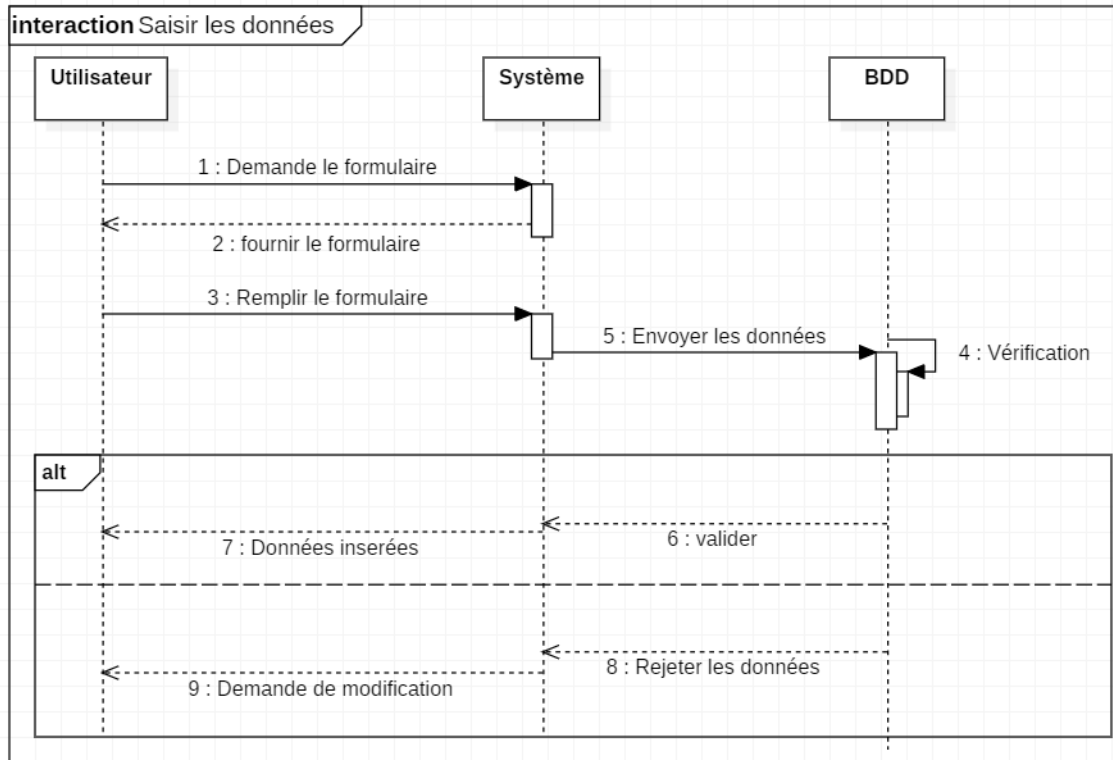 interaction Saisir les données
Utilisateur
Système
BDD
1 : Demande le formulaire
2 : fournir le formulaire
3 : Remplir le formulaire
5 : Envoyer les données
4 : Vérification
alt
6 : valider
7 : Données inserées
8 : Rejeter les données
9 : Demande de modification